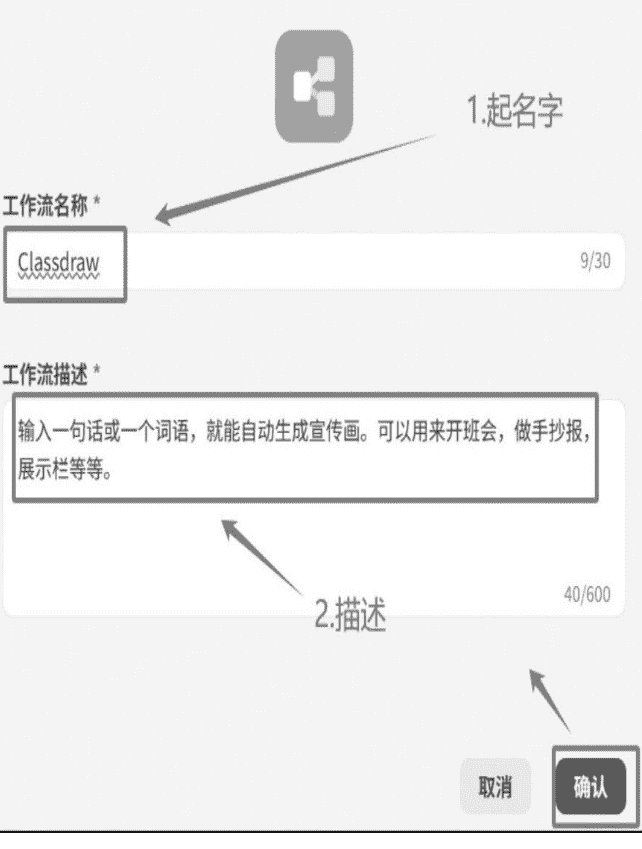 1.起名字
工作流名称 *
Classdraw
9/30
工作流描述 *
输入一句话或一个词语，就能自动生成宣传画。可以用来开班会，做手抄报，
展示栏等等。
40/600
2.描述
取消
确认